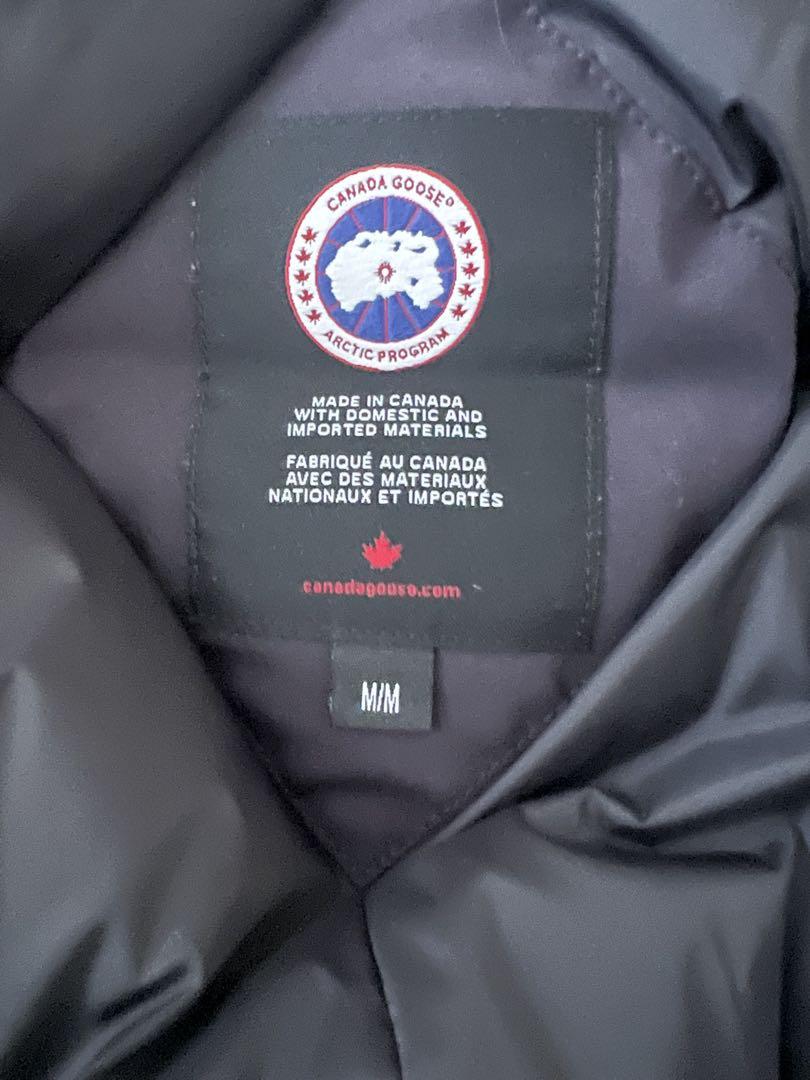 CANADA GOOSE®
ARCTIC PROGRAM
MADE IN CANADA
WITH DOMESTIC AND
IMPORTED MATERIALS
FABRIQUÉ AU CANADA
AVEC DES MATERIAUX
NATIONAUX ET IMPORTÉS
canadagoose.com
M/M